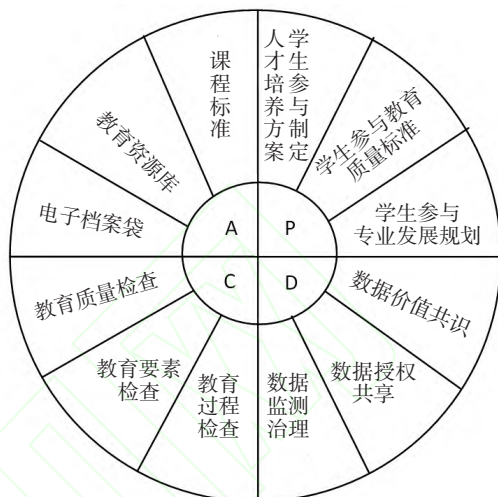 课程标准
学生参与制定
人才培养方案
学生参与教育
质量标准
学生参与
专业发展规划
数据价值共识
数据授权
共享
数据
监测
治理
教育
过程
检查
教育要素
检查
教育质量检查
电子档案袋
教育资源库
A
P
C
D